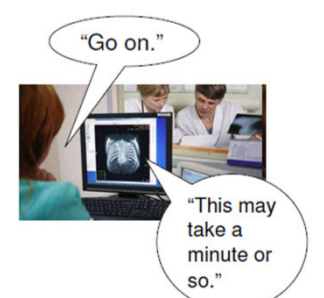 “Go on.”
“This may
take a
minute or
so.”